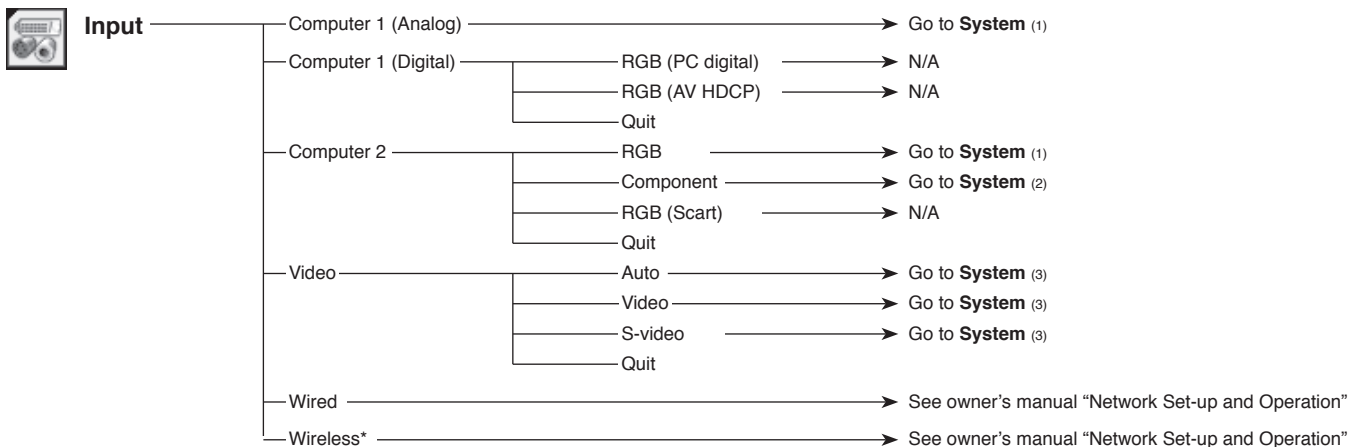 Input Computer 1 (Analog) Go to System (1)
Computer 1 (Digital) RGB (PC digital) N/A
RGB (AV HDCP) N/A
Quit
Computer 2 RGB Go to System (1)
Component Go to System (2)
RGB (Scart) N/A
Quit
Video Auto Go to System (3)
Video Go to System (3)
S-video Go to System (3)
Quit
Wired See owner’s manual “Network Set-up and Operation”
Wireless* See owner’s manual “Network Set-up and Operation”